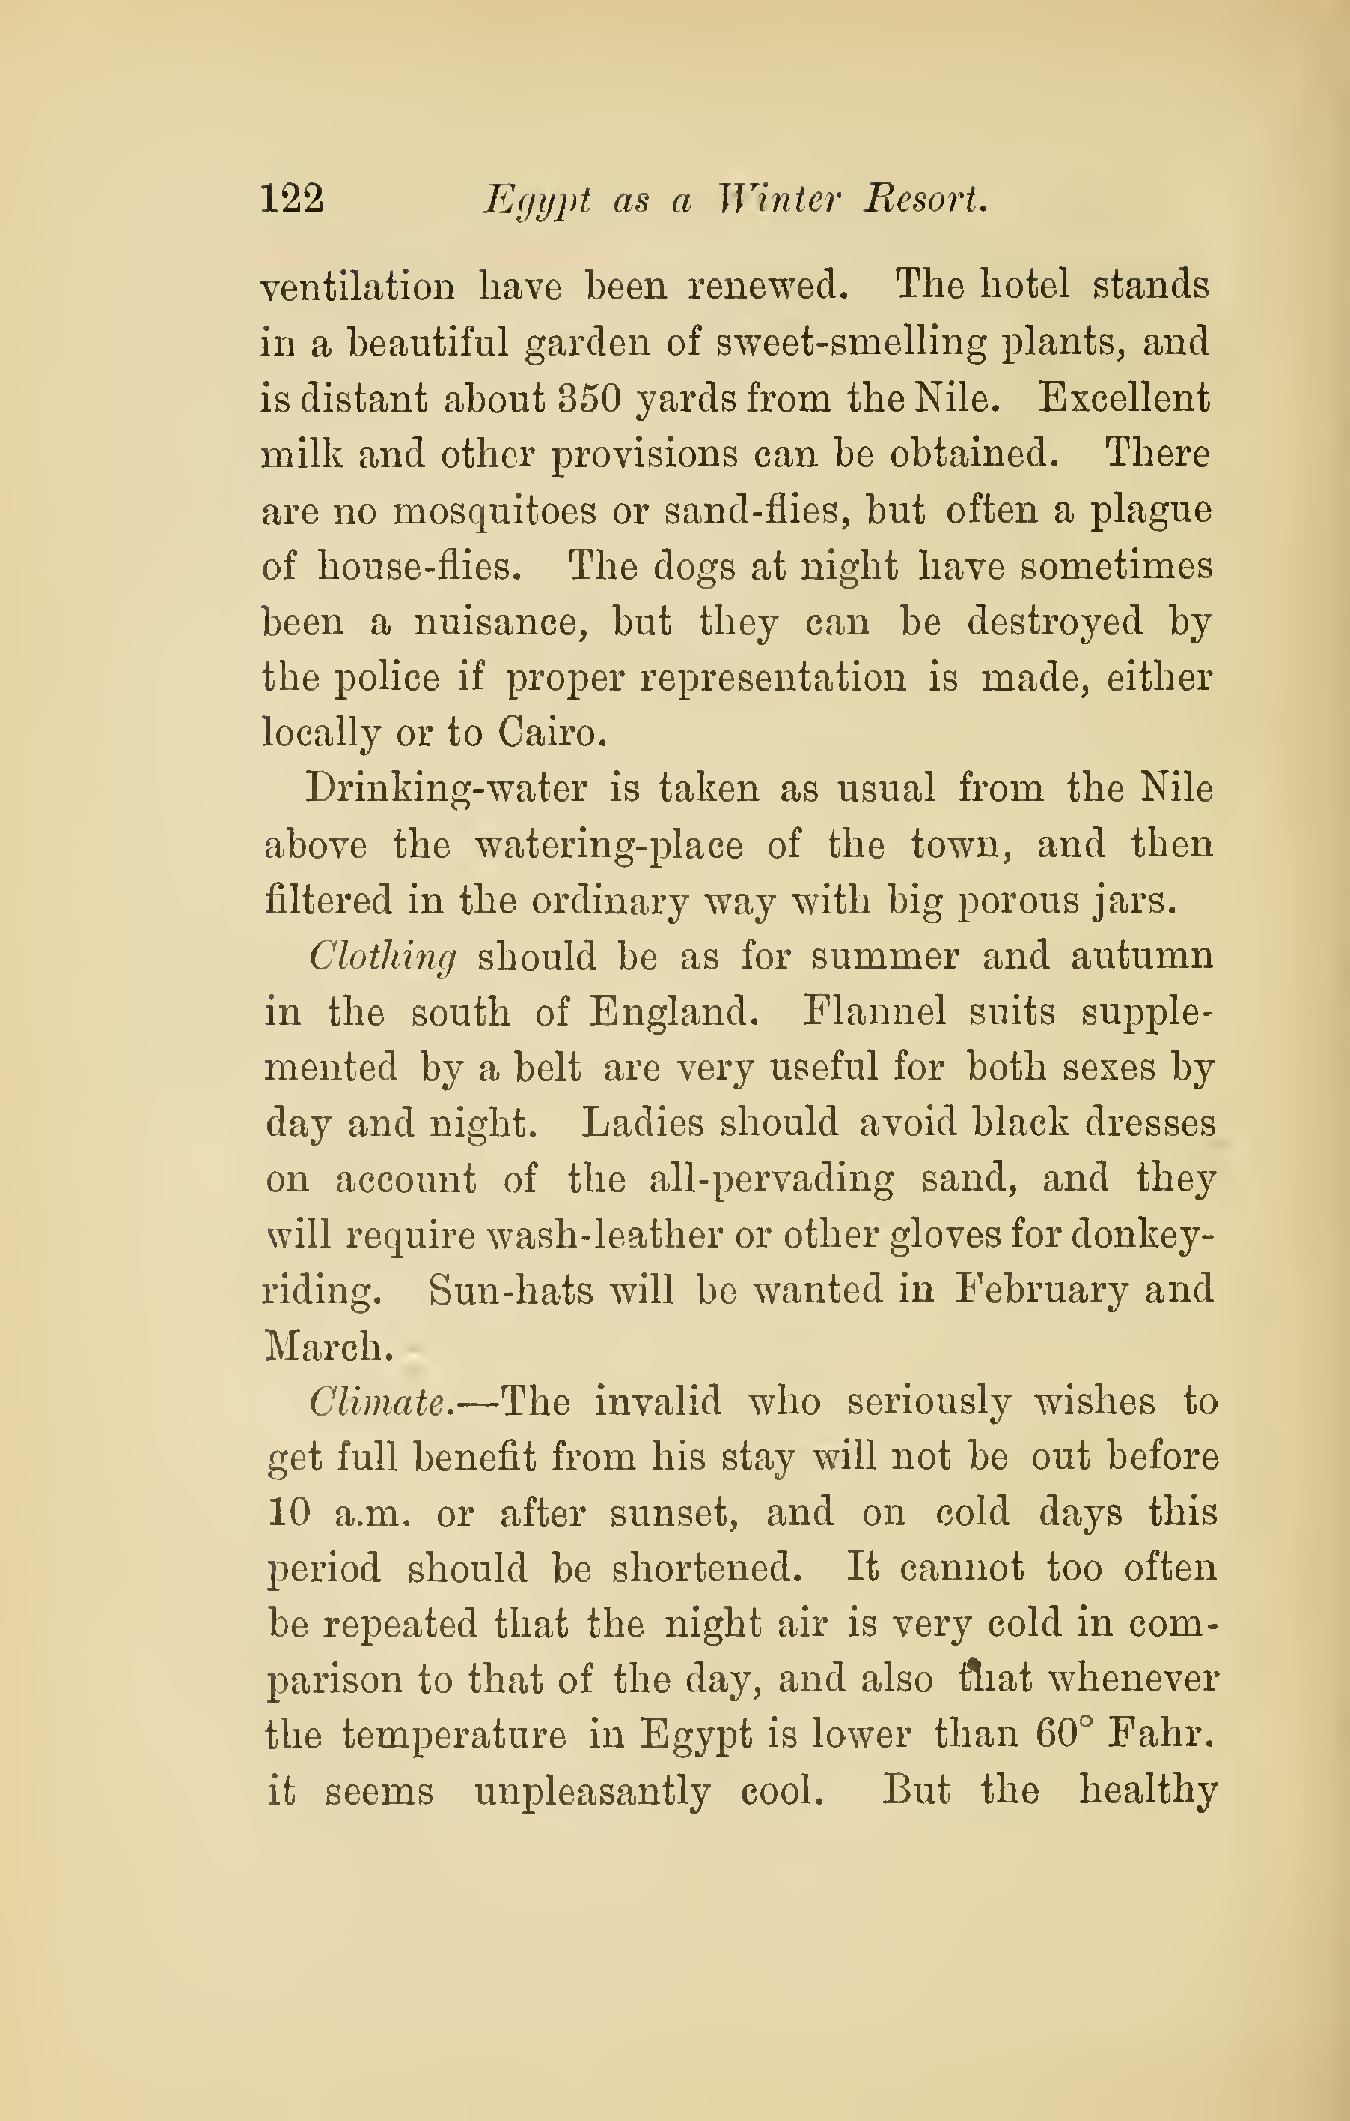 122 Egypt as a Winter Resort.
ventilation have been renewed. The hotel stands
in a beautiful garden of sweet-smelling plants, and
is distant about 350 yards from the Nile. Excellent
milk and other provisions can be obtained. There
are no mosquitoes or sand-flies, but often a plague
of house-flies. The dogs at night have sometimes
been a nuisance, but they can be destroyed by
the police if proper representation is made, either
locally or to Cairo.
Drinking-water is taken as usual from the Nile
above the watering-place of the town, and then
filtered in the ordinary way with big porous jars.
Clothing should be as for summer and autumn
in the south of England. Flannel suits supple-
mented by a belt are very useful for both sexes by
day and night. Ladies should avoid black dresses
on account of the all-pervading sand, and they
will require wash-leather or other gloves for donkey-
riding. Sun-hats will be wanted in February and
March.
Climate.—The invalid who seriously wishes to
get full benefit from his stay will not be out before
10 a.m. or after sunset, and on cold days this
period should be shortened. It cannot too often
be repeated that the night air is very cold in com-
parison to that of the day, and also that whenever
the temperature in Egypt is lower than 60° Fahr.
it seems unpleasantly cool. But the healthy